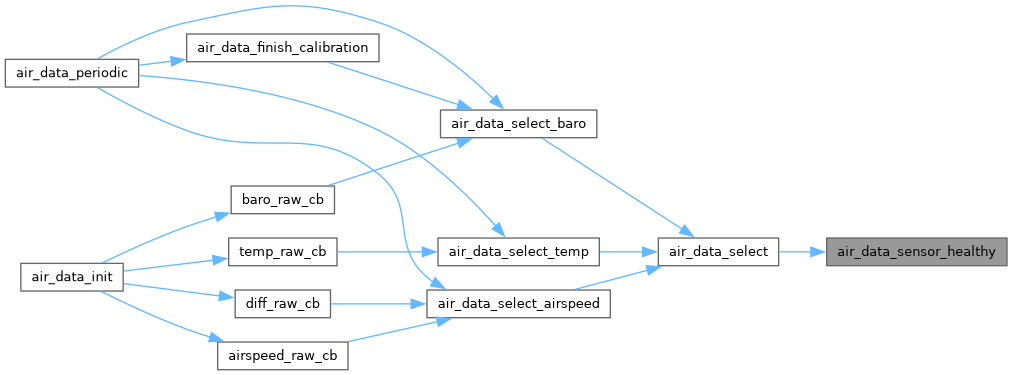 air_data_periodic
air_data_finish_calibration
air_data_select_baro
baro_raw_cb
air_data_init
temp_raw_cb
air_data_select_temp
air_data_select
air_data_sensor_healthy
diff_raw_cb
air_data_select_airspeed
airspeed_raw_cb